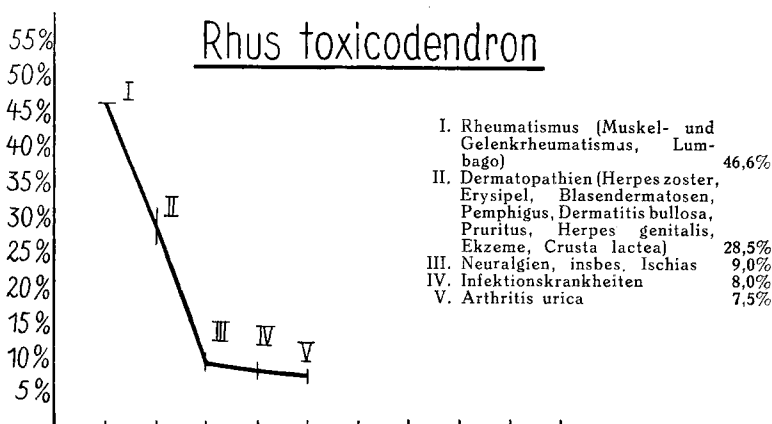 Rhus toxicodendron
55%
50%
45%
40%
35%
30%
25%
20%
15%
10%
5%
I
II
III
IV
V
I. Rheumatismus (Muskel- und
Gelenkrheumatismus, Lum-
bago) 46,6%
II. Dermatopathien (Herpes zoster,
Erysipel, Blasendermatosen,
Pemphigus, Dermatitis bullosa,
Pruritus, Herpes genitalis,
Ekzeme, Crusta lactea) 28,5%
III. Neuralgien, insbes. Ischias 9,0%
IV. Infektionskrankheiten 8,0%
V. Arthritis urica 7,5%